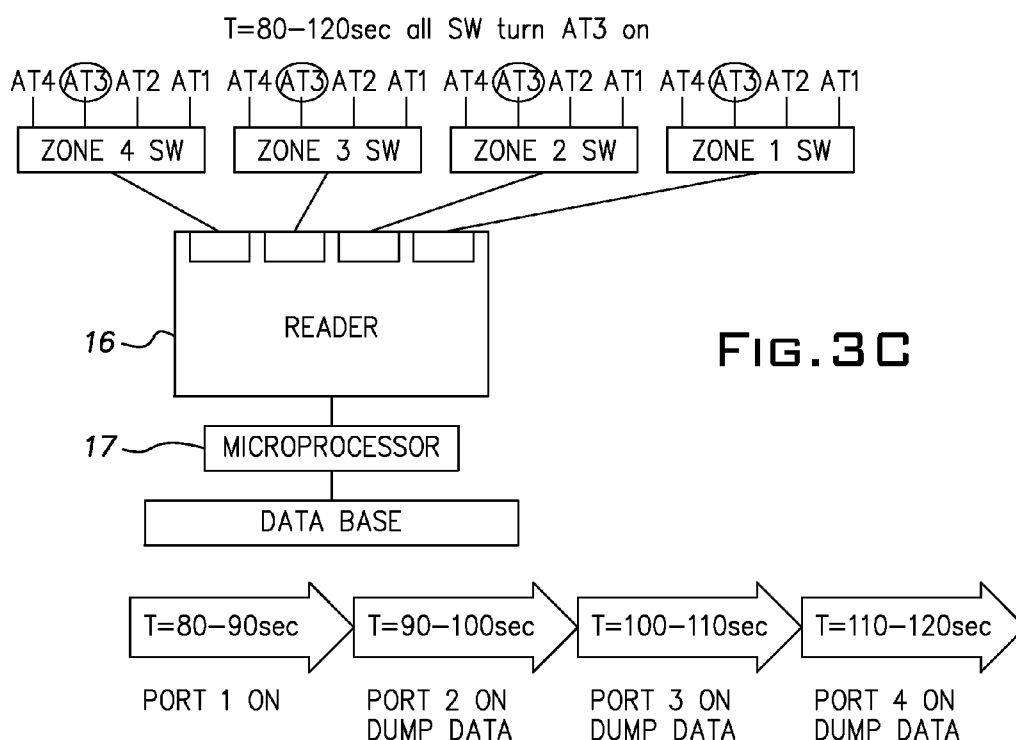 T=80-120sec all SW turn AT3 on
AT4 AT3 AT2 AT1 AT4 AT3 AT2 AT1 AT4 AT3 AT2 AT1 AT4 AT3 AT2 AT1
ZONE 4 SW ZONE 3 SW ZONE 2 SW ZONE 1 SW
16 READER
FIG.3C
17 MICROPROCESSOR
DATA BASE
T=80-90sec T=90-100sec T=100-110sec T=110-120sec
PORT 1 ON PORT 2 ON PORT 3 ON PORT 4 ON
DUMP DATA DUMP DATA DUMP DATA